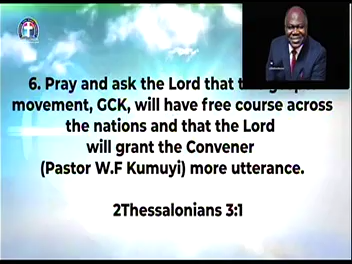 6. Pray and ask the Lord that
movement, GCK, will have free course across
the nations and that the Lord
will grant the Convener
(Pastor W.F Kumuyi) more utterance.
2Thessalonians 3:1